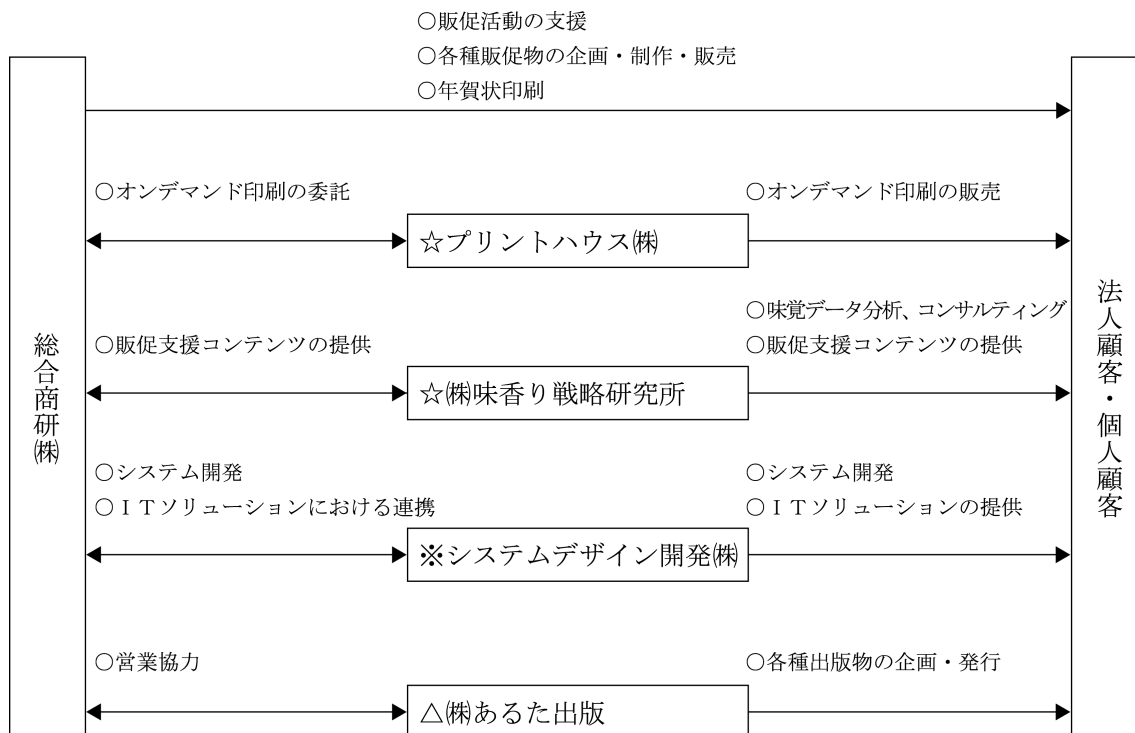 ○販促活動の支援
○各種販促物の企画・制作・販売
○年賀状印刷
○オンデマンド印刷の委託
○オンデマンド印刷の販売
☆プリントハウス㈱
○味覚データ分析、コンサルティング
○販促支援コンテンツの提供
○販促支援コンテンツの提供
☆㈱味香り戦略研究所
総合商研㈱
法人顧客・個人顧客
○システム開発
○ITソリューションにおける連携
○システム開発
○ITソリューションの提供
※システムデザイン開発㈱
○営業協力
○各種出版物の企画・発行
△㈱あるた出版